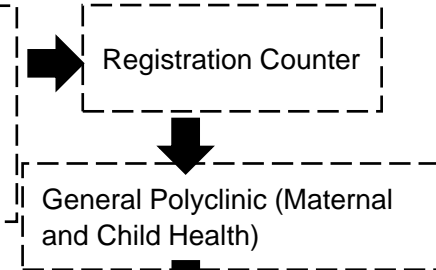 Registration Counter
General Polyclinic (Maternal
and Child Health)